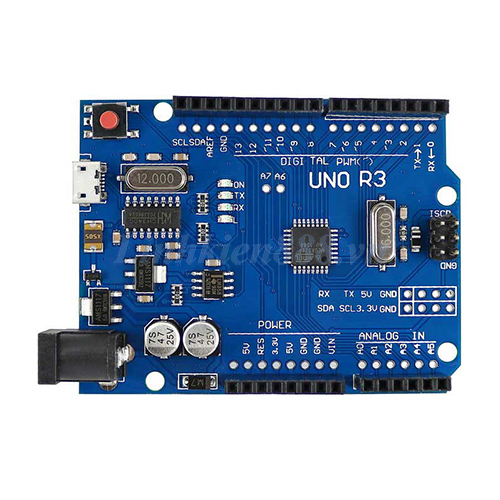 SCL
SDA
AREF
GND
13
12
11
10
9
8
7
6
5
4
3
2
TX→1
RX←0
DIGITAL PWM(~)
A7 A6
UNO R3
ON
TX
RX
12.000
16.000
ICSP
GND
RX TX 5V GND
SDA SCL 3.3V GND
POWER
5V
RES
3.3V
5V
GND
GND
VIN
ANALOG IN
A0
A1
A2
A3
A4
A5
7S
47
25V
7S
47
25V
M7